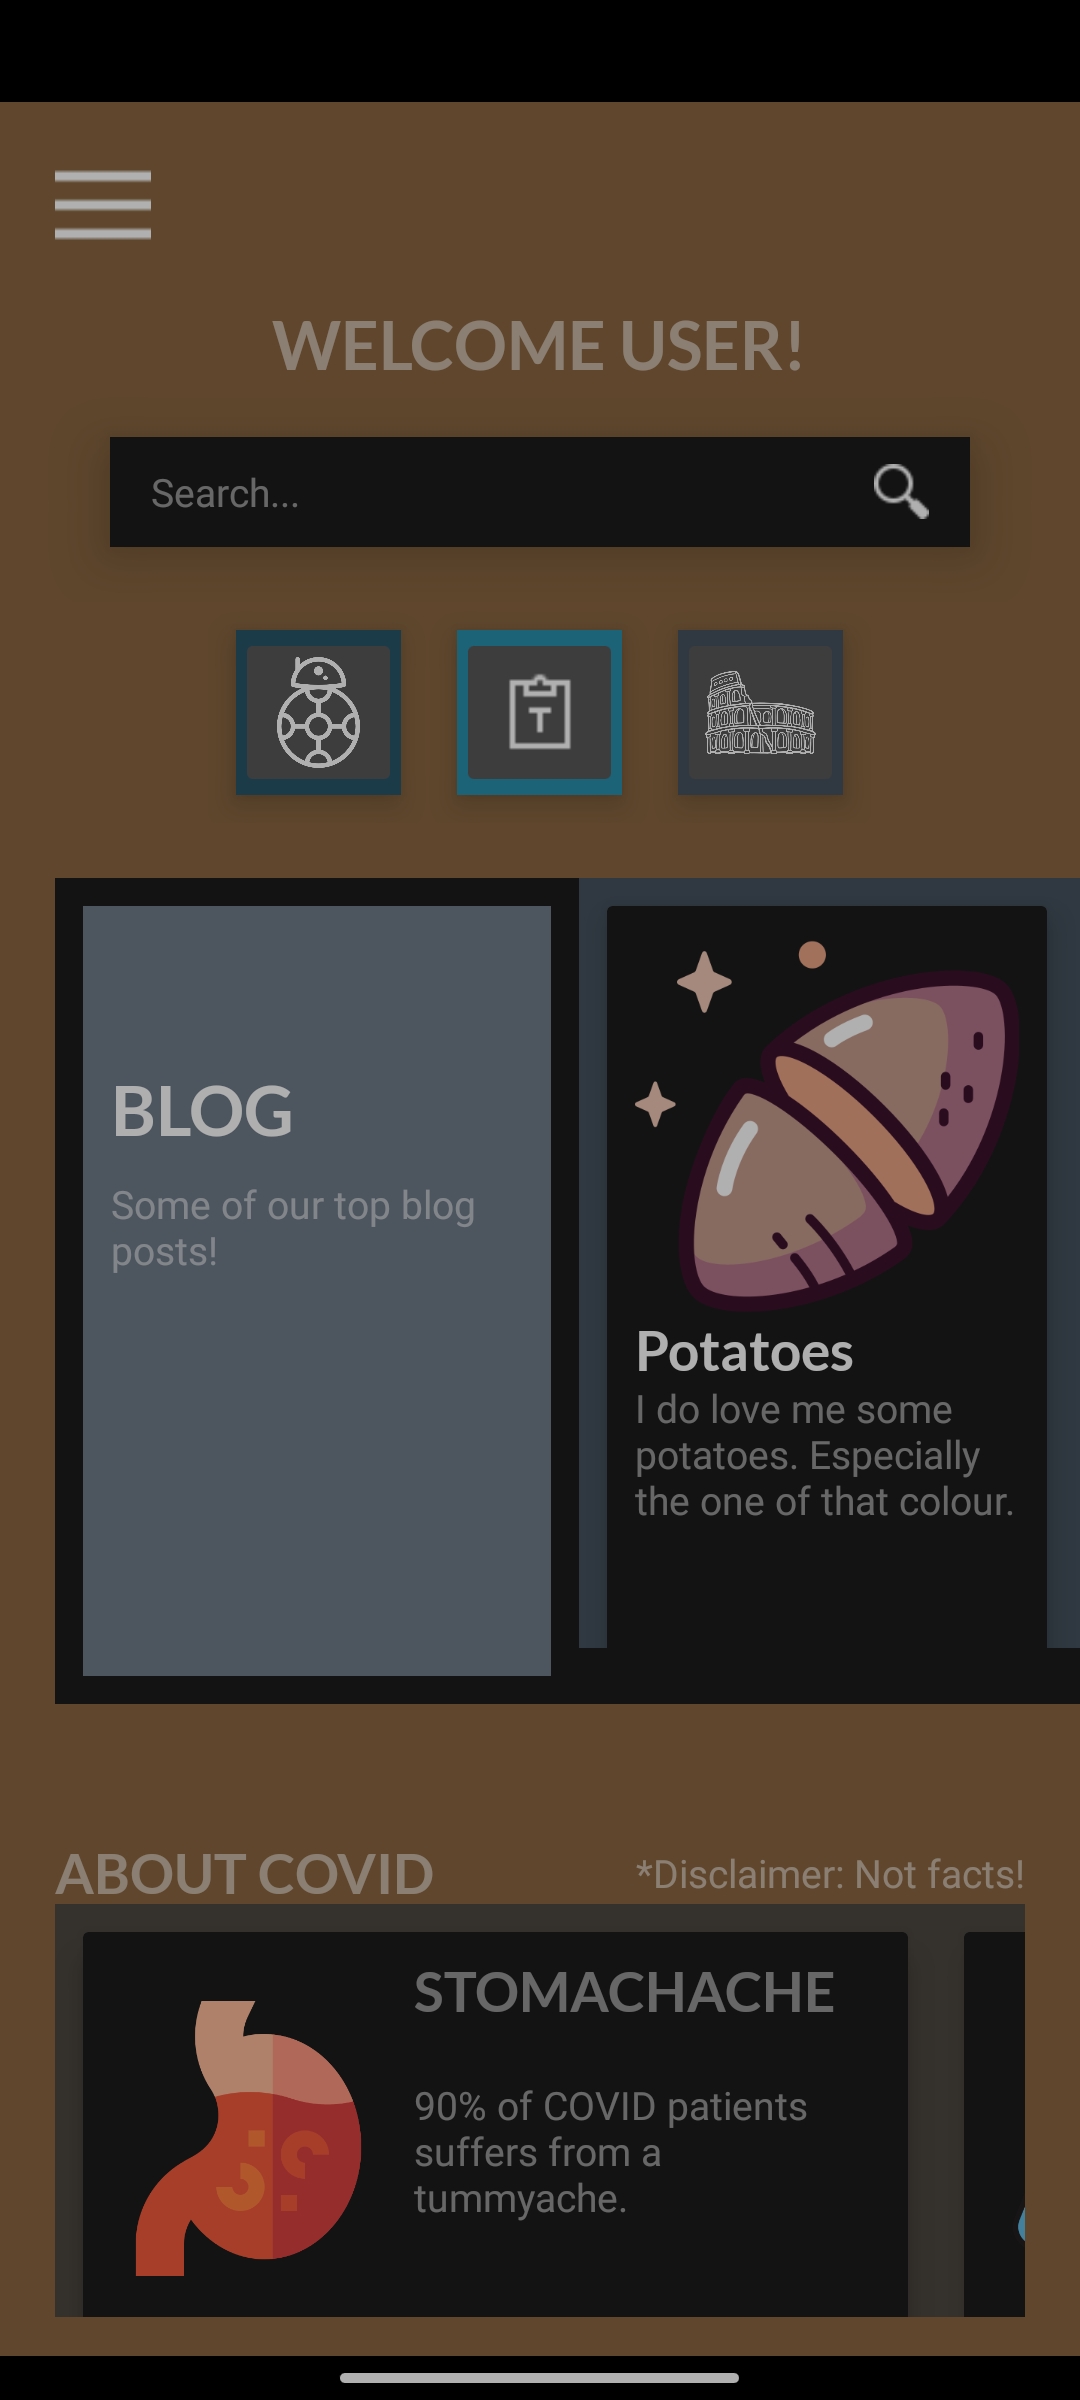 WELCOME USER!
Search...
T
BLOG
Some of our top blog
posts!
Potatoes
I do love me some
potatoes. Especially
the one of that colour.
ABOUT COVID
*Disclaimer: Not facts!
STOMACHACHE
90% of COVID patients
suffers from a
tummyache.